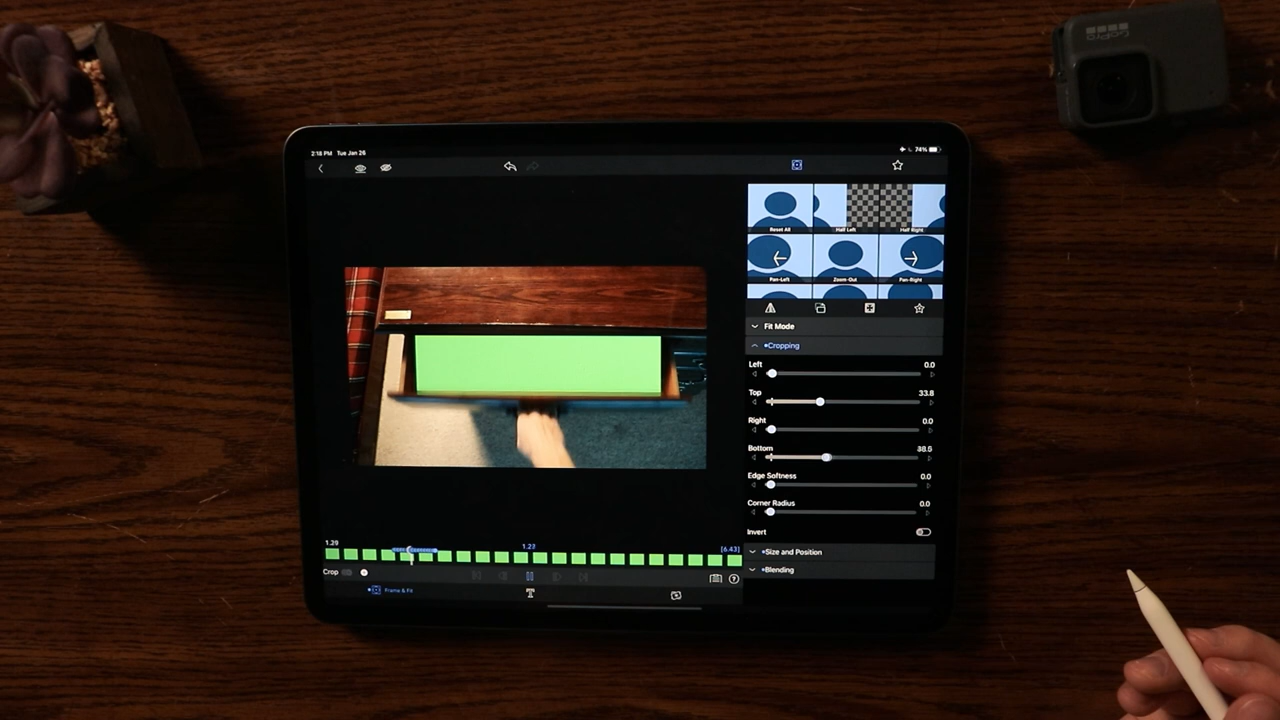 GoPro
2:18 PM Tue Jan 26
74%
Reset All
Half Left
Half Right
Pan-Left
Zoom-Out
Pan-Right
Fit Mode
Cropping
Left 0.0
Top 33.8
Right 0.0
Bottom 38.5
Edge Softness 0.0
Corner Radius 0.0
Invert
Size and Position
Blending
1.29
1.27
[6.43]
Crop
Frame & Fit